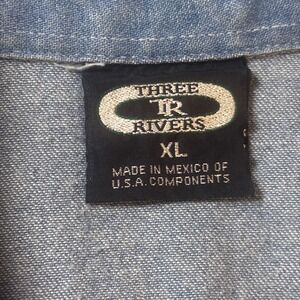 THREE
TR
RIVERS
XL
MADE IN MEXICO OF
U.S.A. COMPONENTS